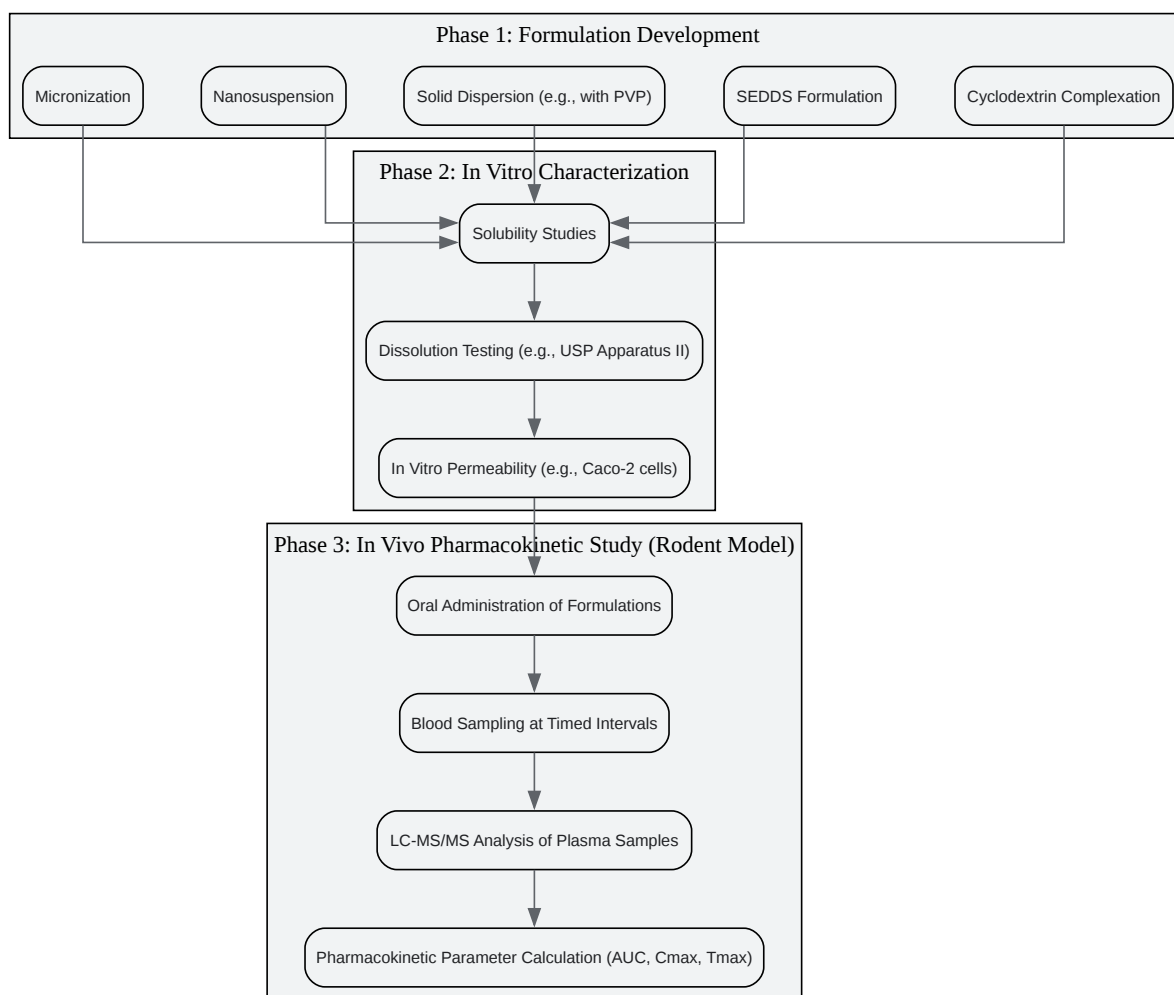 Phase 1: Formulation Development
Micronization
Nanosuspension
Solid Dispersion (e.g., with PVP)
SEDDS Formulation
Cyclodextrin Complexation
Phase 2: In Vitro Characterization
Solubility Studies
Dissolution Testing (e.g., USP Apparatus II)
In Vitro Permeability (e.g., Caco-2 cells)
Phase 3: In Vivo Pharmacokinetic Study (Rodent Model)
Oral Administration of Formulations
Blood Sampling at Timed Intervals
LC-MS/MS Analysis of Plasma Samples
Pharmacokinetic Parameter Calculation (AUC, Cmax, Tmax)